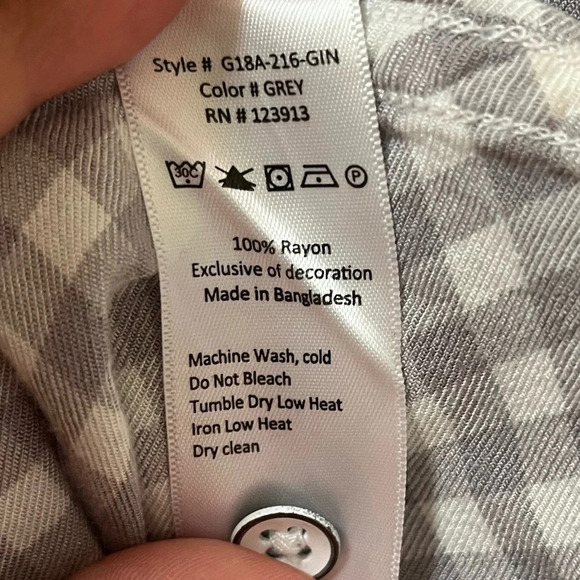 Style # G18A-216-GIN
Color # GREY
RN # 123913
30C P
100% Rayon
Exclusive of decoration
Made in Bangladesh
Machine Wash, cold
Do Not Bleach
Tumble Dry Low Heat
Iron Low Heat
Dry clean